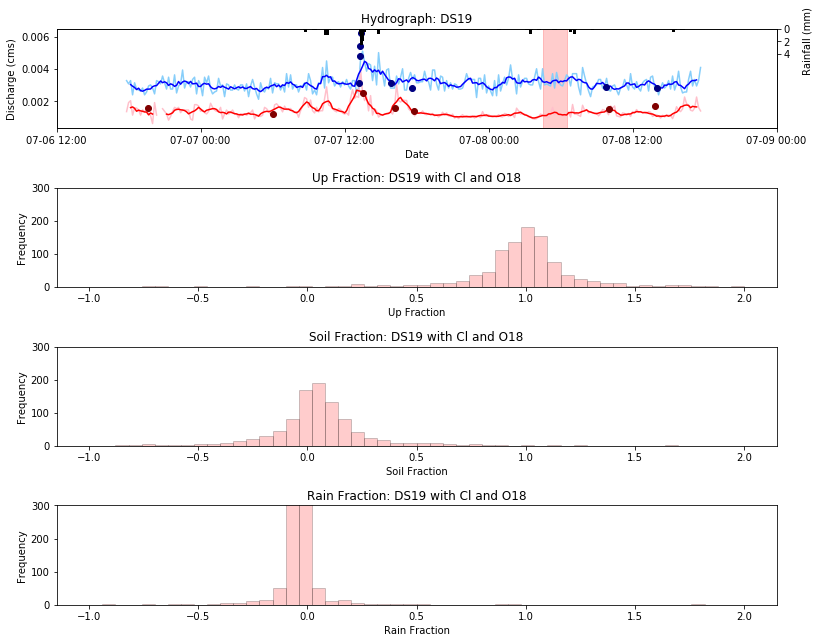 Hydrograph: DS19
0.006
0.004
0.002
Discharge (cms)
0
2
4
Rainfall (mm)
07-06 12:00 07-07 00:00 07-07 12:00 07-08 00:00 07-08 12:00 07-09 00:00
Date
Up Fraction: DS19 with Cl and O18
300
200
100
0
Frequency
−1.0 −0.5 0.0 0.5 1.0 1.5 2.0
Up Fraction
Soil Fraction: DS19 with Cl and O18
300
200
100
0
Frequency
−1.0 −0.5 0.0 0.5 1.0 1.5 2.0
Soil Fraction
Rain Fraction: DS19 with Cl and O18
300
200
100
0
Frequency
−1.0 −0.5 0.0 0.5 1.0 1.5 2.0
Rain Fraction